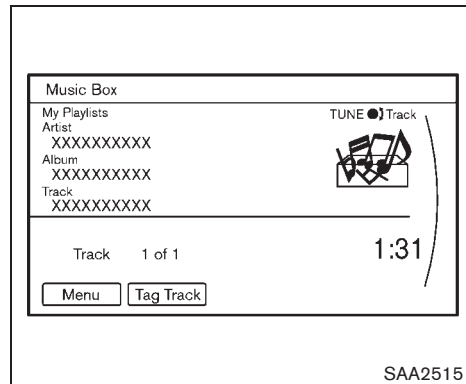 Music Box
My Playlists
TUNE Track
Artist
XXXXXXXXXX
Album
XXXXXXXXXX
Track
XXXXXXXXXX
Track 1 of 1
1:31
Menu Tag Track
SAA2515